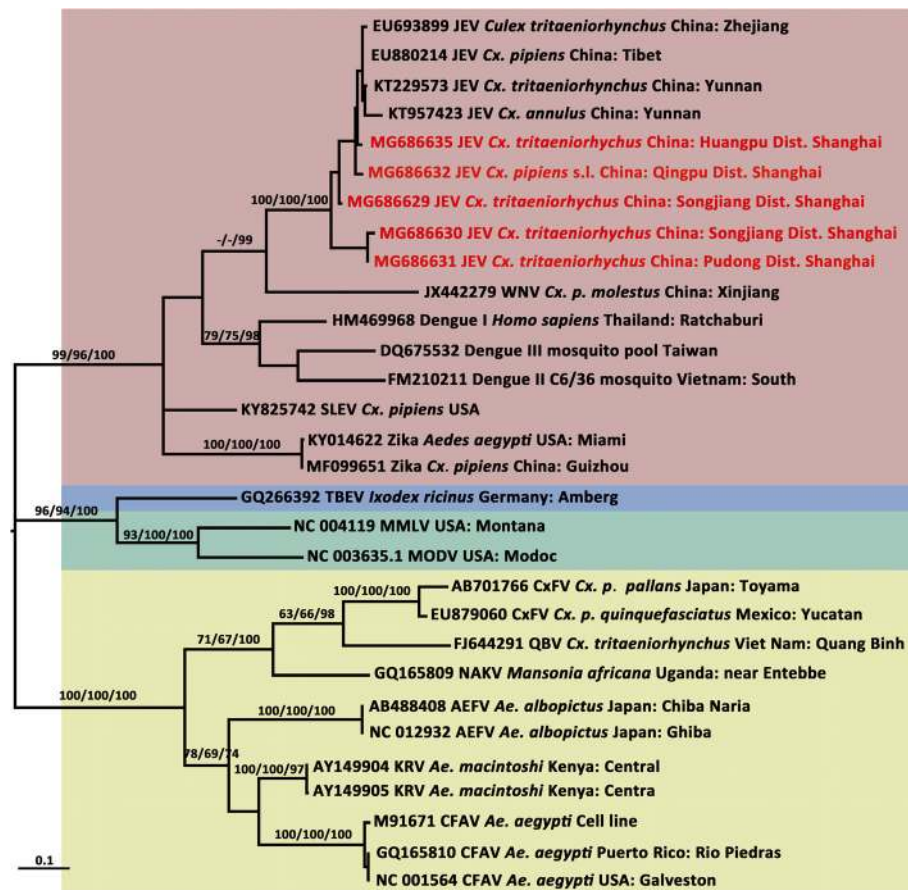 EU693899 JEV Culex tritaeniorhynchus China: Zhejiang
EU880214 JEV Cx. pipiens China: Tibet
KT229573 JEV Cx. tritaeniorhynchus China: Yunnan
KT957423 JEV Cx. annulus China: Yunnan
MG686635 JEV Cx. tritaeniorhychus China: Huangpu Dist. Shanghai
MG686632 JEV Cx. pipiens s.l. China: Qingpu Dist. Shanghai
100/100/100
MG686629 JEV Cx. tritaeniorhychus China: Songjiang Dist. Shanghai
MG686630 JEV Cx. tritaeniorhychus China: Songjiang Dist. Shanghai
-/-/99
MG686631 JEV Cx. tritaeniorhychus China: Pudong Dist. Shanghai
JX442279 WNV Cx. p. molestus China: Xinjiang
HM469968 Dengue I Homo sapiens Thailand: Ratchaburi
79/75/98
DQ675532 Dengue III mosquito pool Taiwan
99/96/100
FM210211 Dengue II C6/36 mosquito Vietnam: South
KY825742 SLEV Cx. pipiens USA
KY014622 Zika Aedes aegypti USA: Miami
100/100/100
MF099651 Zika Cx. pipiens China: Guizhou
GQ266392 TBEV Ixodex ricinus Germany: Amberg
96/94/100
NC 004119 MMLV USA: Montana
93/100/100
NC 003635.1 MODV USA: Modoc
100/100/100
AB701766 CxFV Cx. p. pallans Japan: Toyama
63/66/98
EU879060 CxFV Cx. p. quinquefasciatus Mexico: Yucatan
71/67/100
FJ644291 QBV Cx. tritaeniorhynchus Viet Nam: Quang Binh
GQ165809 NAKV Mansonia africana Uganda: near Entebbe
100/100/100
AB488408 AEFV Ae. albopictus Japan: Chiba Naria
100/100/100
NC 012932 AEFV Ae. albopictus Japan: Ghiba
78/69/74
AY149904 KRV Ae. macintoshi Kenya: Central
100/100/97
AY149905 KRV Ae. macintoshi Kenya: Centra
M91671 CFAV Ae. aegypti Cell line
100/100/100
GQ165810 CFAV Ae. aegypti Puerto Rico: Rio Piedras
0.1
NC 001564 CFAV Ae. aegypti USA: Galveston